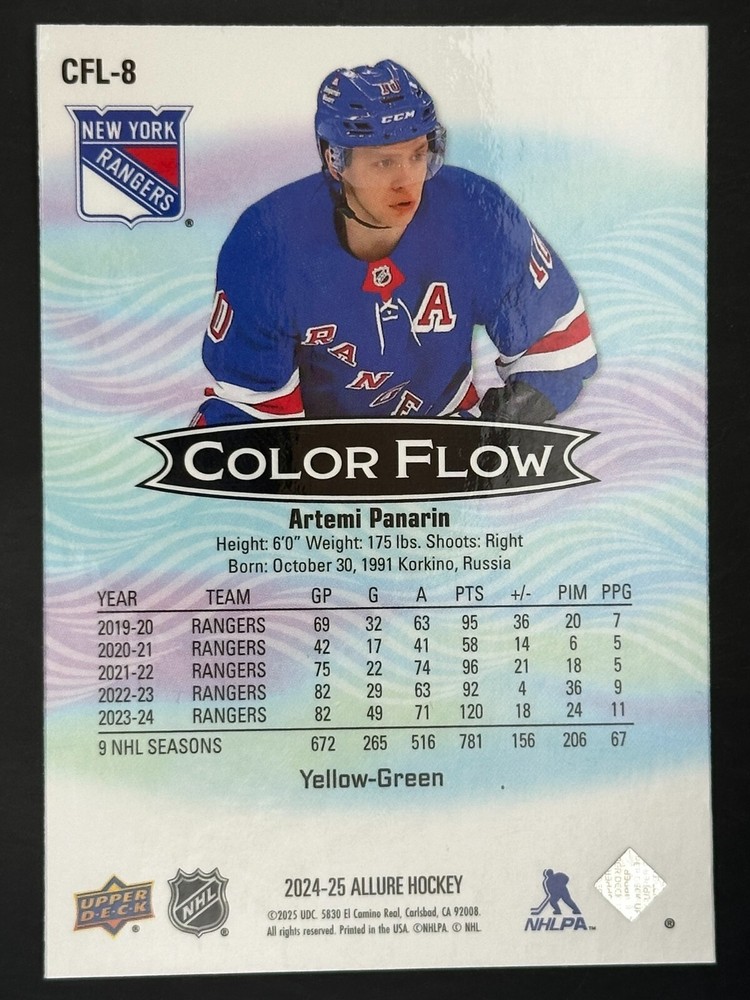 CFL-8
NEW YORK
RANGERS
®
10
CCM
10
A
RANGE
COLOR FLOW
Artemi Panarin
Height: 6'0" Weight: 175 lbs. Shoots: Right
Born: October 30, 1991 Korkino, Russia
YEAR TEAM GP G A PTS +/- PIM PPG
2019-20 RANGERS 69 32 63 95 36 20 7
2020-21 RANGERS 42 17 41 58 14 6 5
2021-22 RANGERS 75 22 74 96 21 18 5
2022-23 RANGERS 82 29 63 92 4 36 9
2023-24 RANGERS 82 49 71 120 18 24 11
9 NHL SEASONS 672 265 516 781 156 206 67
Yellow-Green
UPPER
D·E·C·K
®
NHL
®
2024-25 ALLURE HOCKEY
©2025 UDC. 5830 El Camino Real, Carlsbad, CA 92008.
All rights reserved. Printed in the USA. ©NHLPA. © NHL.
NHLPA™
®